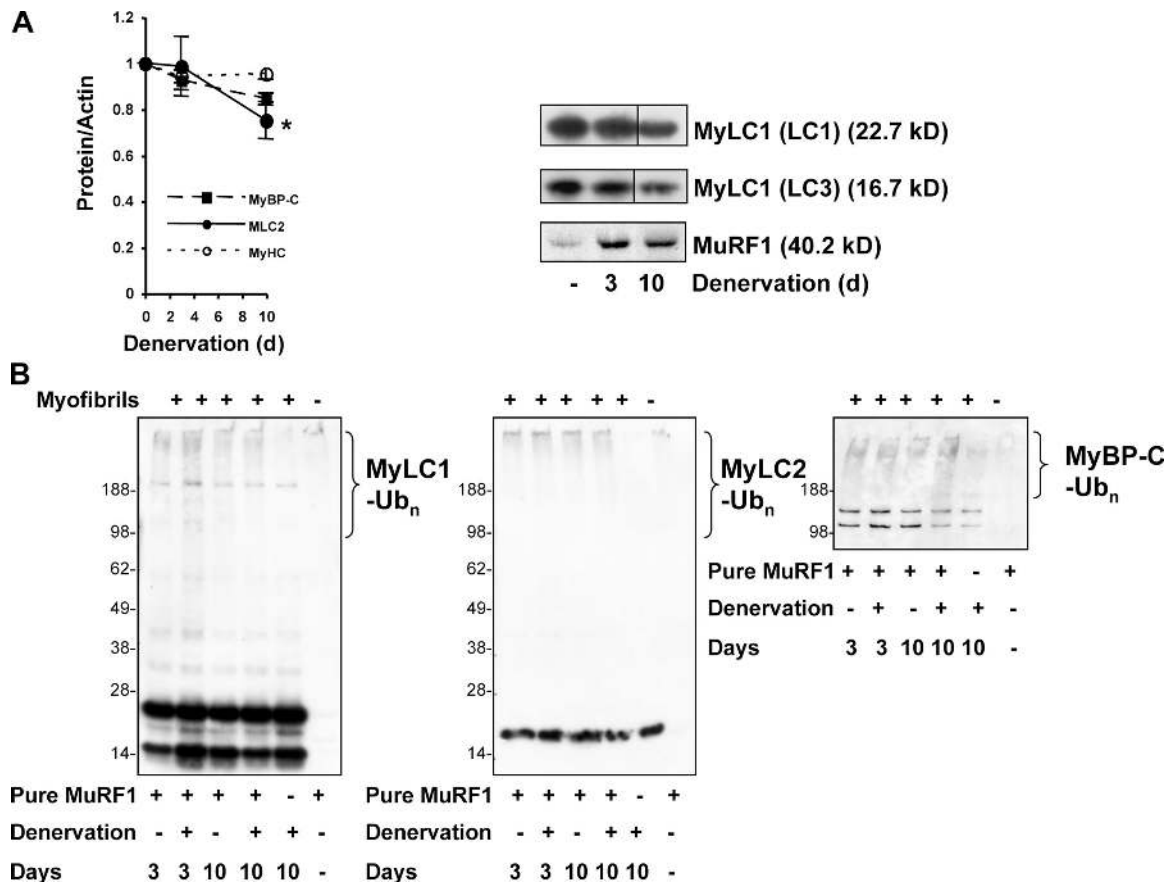 A
1.2
1
0.8
0.6
0.4
0.2
0
Protein/Actin
MyBP-C
MLC2
MyHC
*
0 2 4 6 8 10
Denervation (d)
MyLC1 (LC1) (22.7 kD)
MyLC1 (LC3) (16.7 kD)
MuRF1 (40.2 kD)
- 3 10 Denervation (d)
B
Myofibrils + + + + + -
188-
98-
62-
49-
38-
28-
14-
MyLC1
-Ubn
Pure MuRF1 + + + + - +
Denervation - + - + + -
Days 3 3 10 10 10 -
+ + + + + -
188-
98-
62-
49-
38-
28-
14-
MyLC2
-Ubn
Pure MuRF1 + + + + - +
Denervation - + - + + -
Days 3 3 10 10 10 -
+ + + + + -
188-
98-
MyBP-C
-Ubn
Pure MuRF1 + + + + - +
Denervation - + - + + -
Days 3 3 10 10 10 -